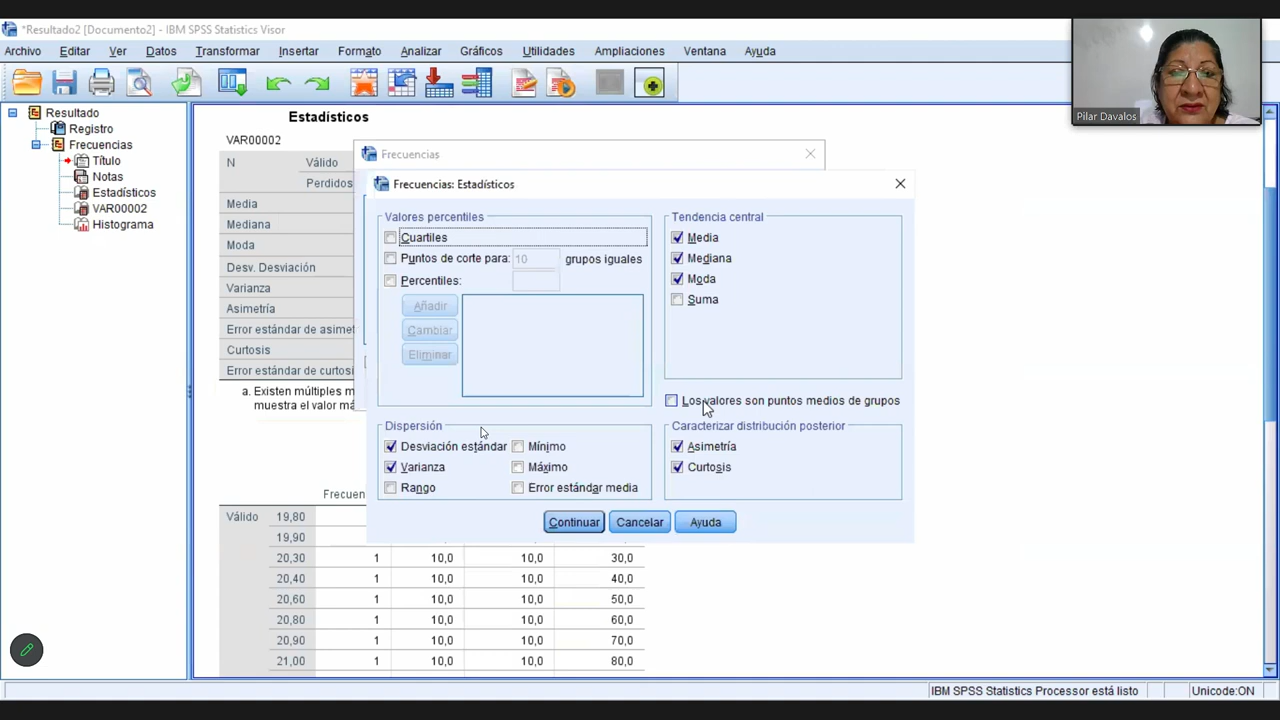 *Resultado2 [Documento2] - IBM SPSS Statistics Visor
Archivo Editar Ver Datos Transformar Insertar Formato Analizar Gráficos Utilidades Ampliaciones Ventana Ayuda
Pilar Davalos
Resultado
Registro
Frecuencias
Título
Notas
Estadísticos
VAR00002
Histograma
Estadísticos
VAR00002
N Válido
Perdidos
Media
Mediana
Moda
Desv. Desviación
Varianza
Asimetría
Error estándar de asimet
Curtosis
Error estándar de curtosi
a. Existen múltiples m
muestra el valor má
Frecuen
Válido 19,80
19,90
20,30 1 10,0 10,0 30,0
20,40 1 10,0 10,0 40,0
20,60 1 10,0 10,0 50,0
20,80 1 10,0 10,0 60,0
20,90 1 10,0 10,0 70,0
21,00 1 10,0 10,0 80,0
Frecuencias
Frecuencias: Estadísticos
Valores percentiles
Cuartiles
Puntos de corte para: 10 grupos iguales
Percentiles:
Añadir
Cambiar
Eliminar
Tendencia central
Media
Mediana
Moda
Suma
Los valores son puntos medios de grupos
Dispersión
Desviación estándar Mínimo
Varianza Máximo
Rango Error estándar media
Caracterizar distribución posterior
Asimetría
Curtosis
Continuar Cancelar Ayuda
IBM SPSS Statistics Processor está listo Unicode:ON